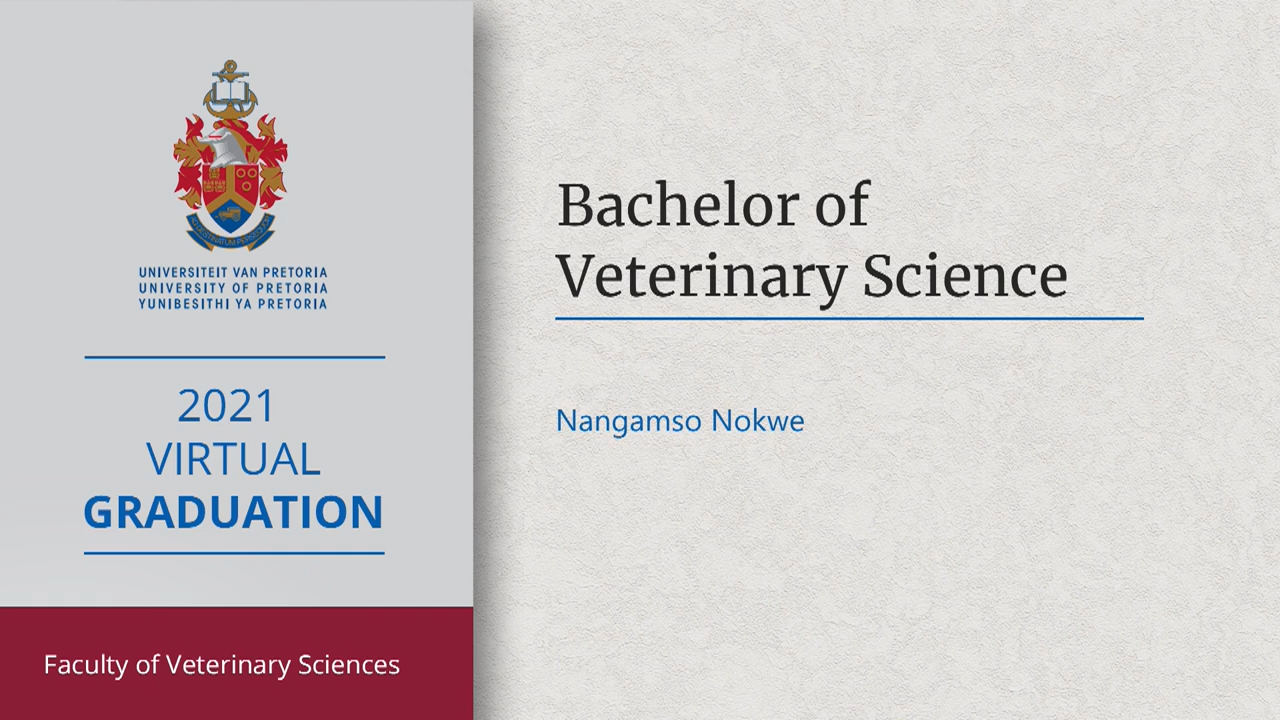 UNIVERSITEIT VAN PRETORIA
UNIVERSITY OF PRETORIA
YUNIBESITHI YA PRETORIA
2021
VIRTUAL
GRADUATION
Faculty of Veterinary Sciences
Bachelor of
Veterinary Science
Nangamso Nokwe